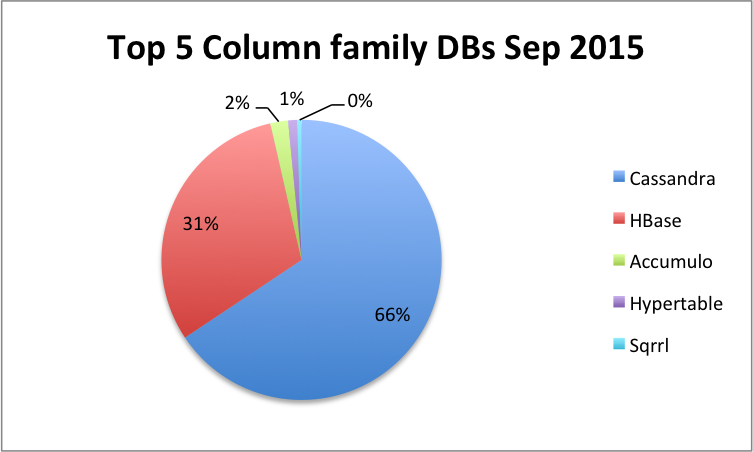 Top 5 Column family DBs Sep 2015
2%
1%
0%
31%
66%
Cassandra
HBase
Accumulo
Hypertable
Sqrrl